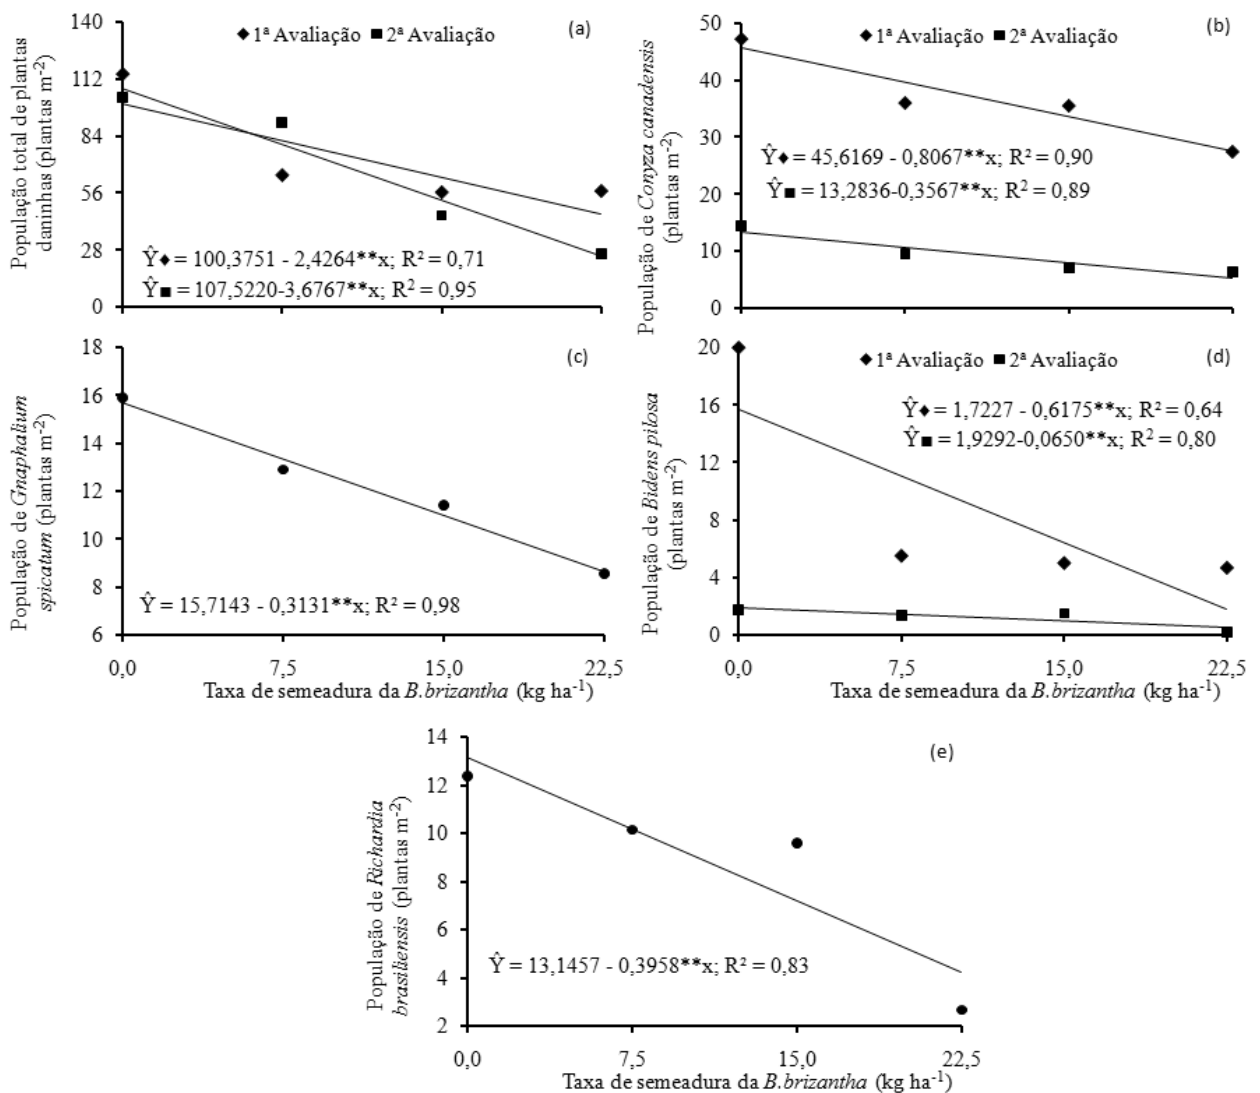 População total de plantas
daninhas (plantas m⁻²)
140
112
84
56
28
0
◆ 1ª Avaliação ■ 2ª Avaliação
(a)
Ŷ◆ = 100,3751 - 2,4264**x; R² = 0,71
Ŷ■ = 107,5220-3,6767**x; R² = 0,95
População de Conyza canadensis
(plantas m⁻²)
50
40
30
20
10
0
◆ 1ª Avaliação ■ 2ª Avaliação
(b)
Ŷ◆ = 45,6169 - 0,8067**x; R² = 0,90
Ŷ■ = 13,2836-0,3567**x; R² = 0,89
População de Gnaphalium
spicatum (plantas m⁻²)
18
16
14
12
10
8
6
(c)
Ŷ = 15,7143 - 0,3131**x; R² = 0,98
0,0 7,5 15,0 22,5
Taxa de semeadura da B.brizantha (kg ha⁻¹)
População de Bidens pilosa
(plantas m⁻²)
20
16
12
8
4
0
◆ 1ª Avaliação ■ 2ª Avaliação
(d)
Ŷ◆ = 1,7227 - 0,6175**x; R² = 0,64
Ŷ■ = 1,9292-0,0650**x; R² = 0,80
0,0 7,5 15,0 22,5
Taxa de semeadura da B.brizantha (kg ha⁻¹)
População de Richardia
brasiliensis (plantas m⁻²)
14
12
10
8
6
4
2
(e)
Ŷ = 13,1457 - 0,3958**x; R² = 0,83
0,0 7,5 15,0 22,5
Taxa de semeadura da B.brizantha (kg ha⁻¹)